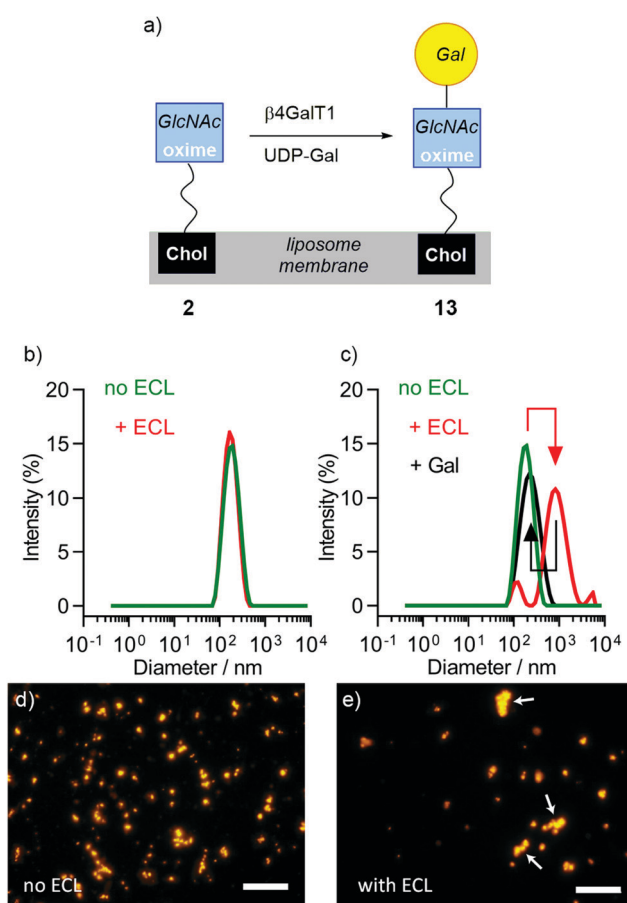 a)
Gal
GlcNAc
oxime
β4GalT1
UDP-Gal
GlcNAc
oxime
Chol
liposome
membrane
Chol
2
13
b)
no ECL
+ ECL
20
15
10
5
0
Intensity (%)
10-1 100 101 102 103 104
Diameter / nm
c)
no ECL
+ ECL
+ Gal
20
15
10
5
0
Intensity (%)
10-1 100 101 102 103 104
Diameter / nm
d)
no ECL
e)
with ECL